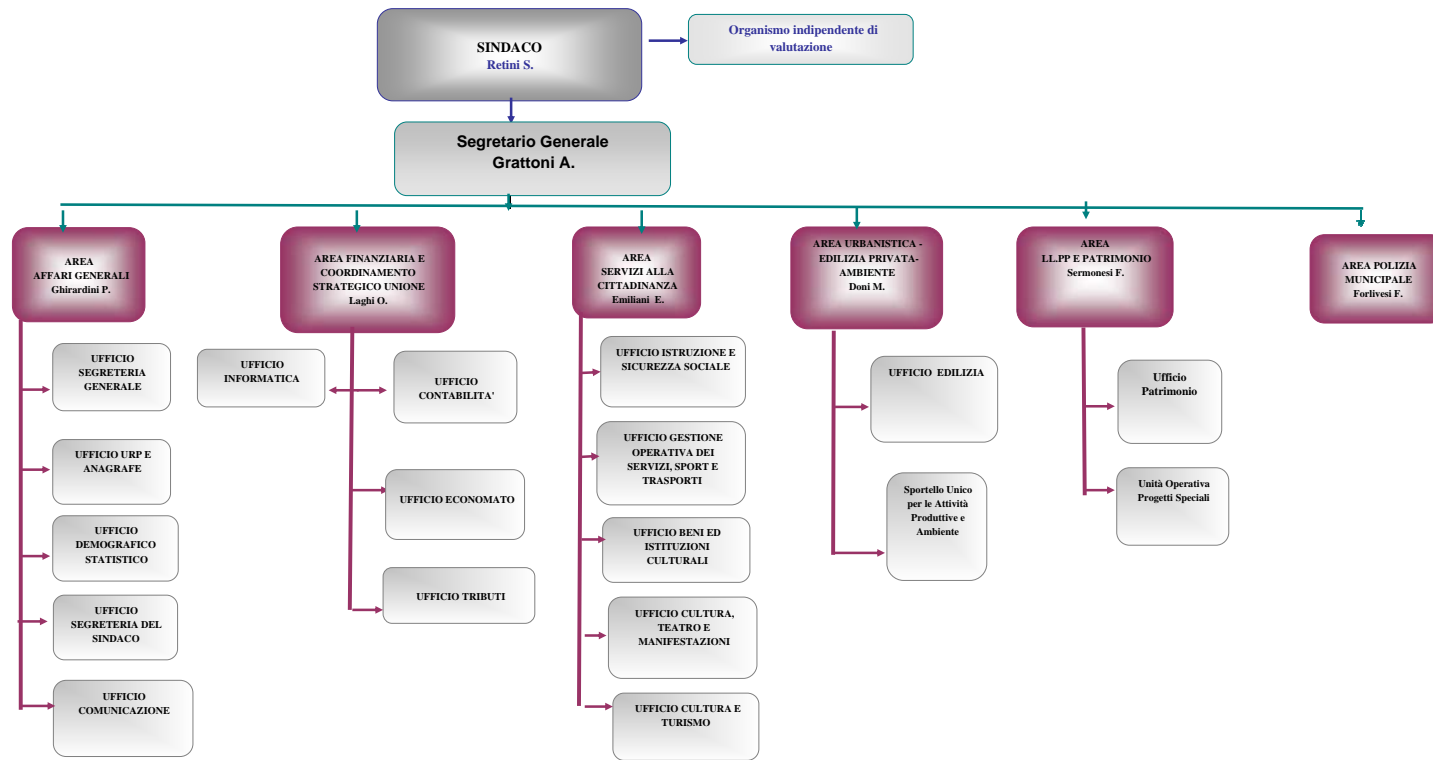 SINDACO
Retini S.
Organismo indipendente di
valutazione
Segretario Generale
Grattoni A.
AREA
AFFARI GENERALI
Ghirardini P.
UFFICIO
SEGRETERIA
GENERALE
UFFICIO URP E
ANAGRAFE
UFFICIO
DEMOGRAFICO
STATISTICO
UFFICIO
SEGRETERIA DEL
SINDACO
UFFICIO
COMUNICAZIONE
AREA FINANZIARIA E
COORDINAMENTO
STRATEGICO UNIONE
Laghi O.
UFFICIO
INFORMATICA
UFFICIO
CONTABILITA'
UFFICIO ECONOMATO
UFFICIO TRIBUTI
AREA
SERVIZI ALLA
CITTADINANZA
Emiliani E.
UFFICIO ISTRUZIONE E
SICUREZZA SOCIALE
UFFICIO GESTIONE
OPERATIVA DEI
SERVIZI, SPORT E
TRASPORTI
UFFICIO BENI ED
ISTITUZIONI
CULTURALI
UFFICIO CULTURA,
TEATRO E
MANIFESTAZIONI
UFFICIO CULTURA E
TURISMO
AREA URBANISTICA -
EDILIZIA PRIVATA-
AMBIENTE
Doni M.
UFFICIO EDILIZIA
Sportello Unico
per le Attività
Produttive e
Ambiente
AREA
LL.PP E PATRIMONIO
Sermonesi F.
Ufficio
Patrimonio
Unità Operativa
Progetti Speciali
AREA POLIZIA
MUNICIPALE
Forlivesi F.